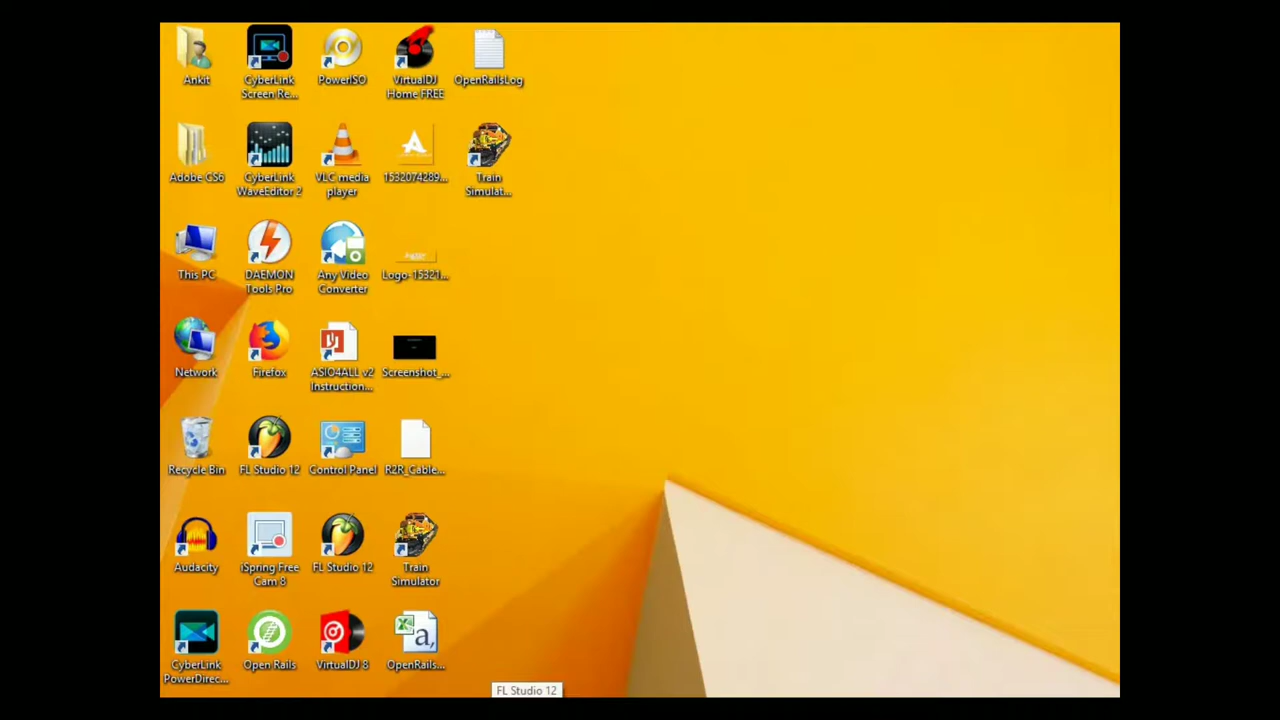 Ankit
CyberLink
Screen Re...
PowerISO
VirtualDJ
Home FREE
OpenRailsLog
Adobe CS6
CyberLink
WaveEditor 2
VLC media
player
1532074289...
Train
Simulat...
This PC
DAEMON
Tools Pro
Any Video
Converter
Logo-15321...
Network
Firefox
ASIO4ALL v2
Instruction...
Screenshot_...
Recycle Bin
FL Studio 12
Control Panel
R2R_Cable...
Audacity
iSpring Free
Cam 8
FL Studio 12
Train
Simulator
CyberLink
PowerDirec...
Open Rails
VirtualDJ 8
OpenRails...
FL Studio 12